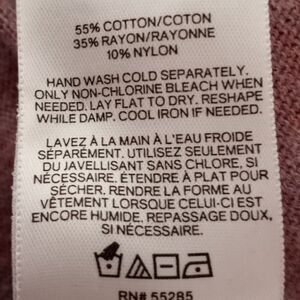 55% COTTON/COTON
35% RAYON/RAYONNE
10% NYLON
HAND WASH COLD SEPARATELY.
ONLY NON-CHLORINE BLEACH WHEN
NEEDED. LAY FLAT TO DRY. RESHAPE
WHILE DAMP. COOL IRON IF NEEDED.
LAVEZ À LA MAIN À L'EAU FROIDE
SÉPAREMENT. UTILISEZ SEULEMENT
DU JAVELLISANT SANS CHLORE, SI
NÉCESSAIRE. ÉTENDRE À PLAT POUR
SÉCHER. RENDRE LA FORME AU
VÊTEMENT LORSQUE CELUI-CI EST
ENCORE HUMIDE. REPASSAGE DOUX,
SI NÉCESSAIRE.
RN# 55285